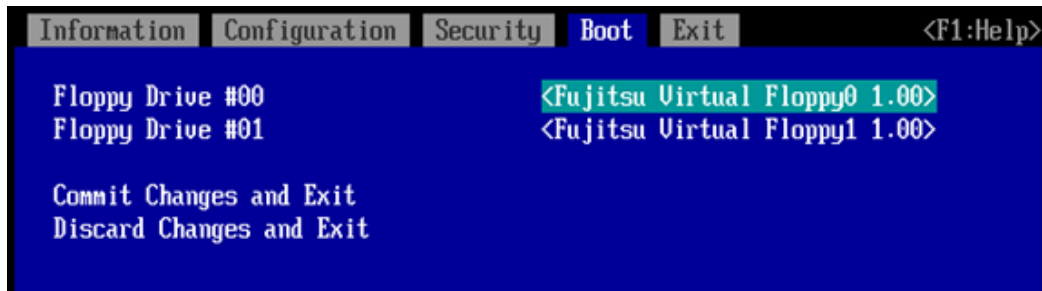 Information Configuration Security Boot Exit <F1:Help>
Floppy Drive #00 <Fujitsu Virtual Floppy0 1.00>
Floppy Drive #01 <Fujitsu Virtual Floppy1 1.00>
Commit Changes and Exit
Discard Changes and Exit